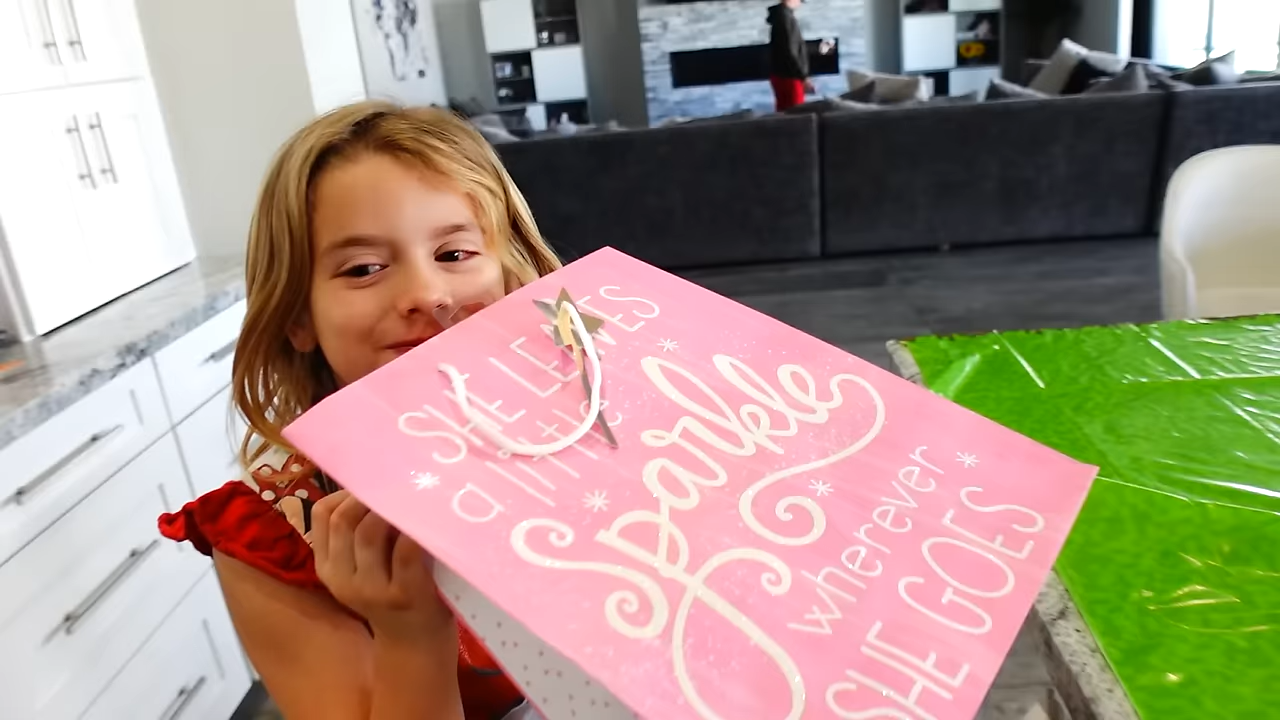 SHE LEAVES
a little
Sparkle
wherever
SHE GOES